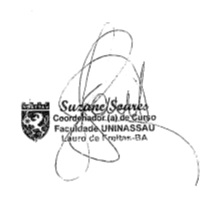 Suzane Soares
Coordenador (a) de Curso
Faculdade UNINASSAU
Lauro de Freitas-BA